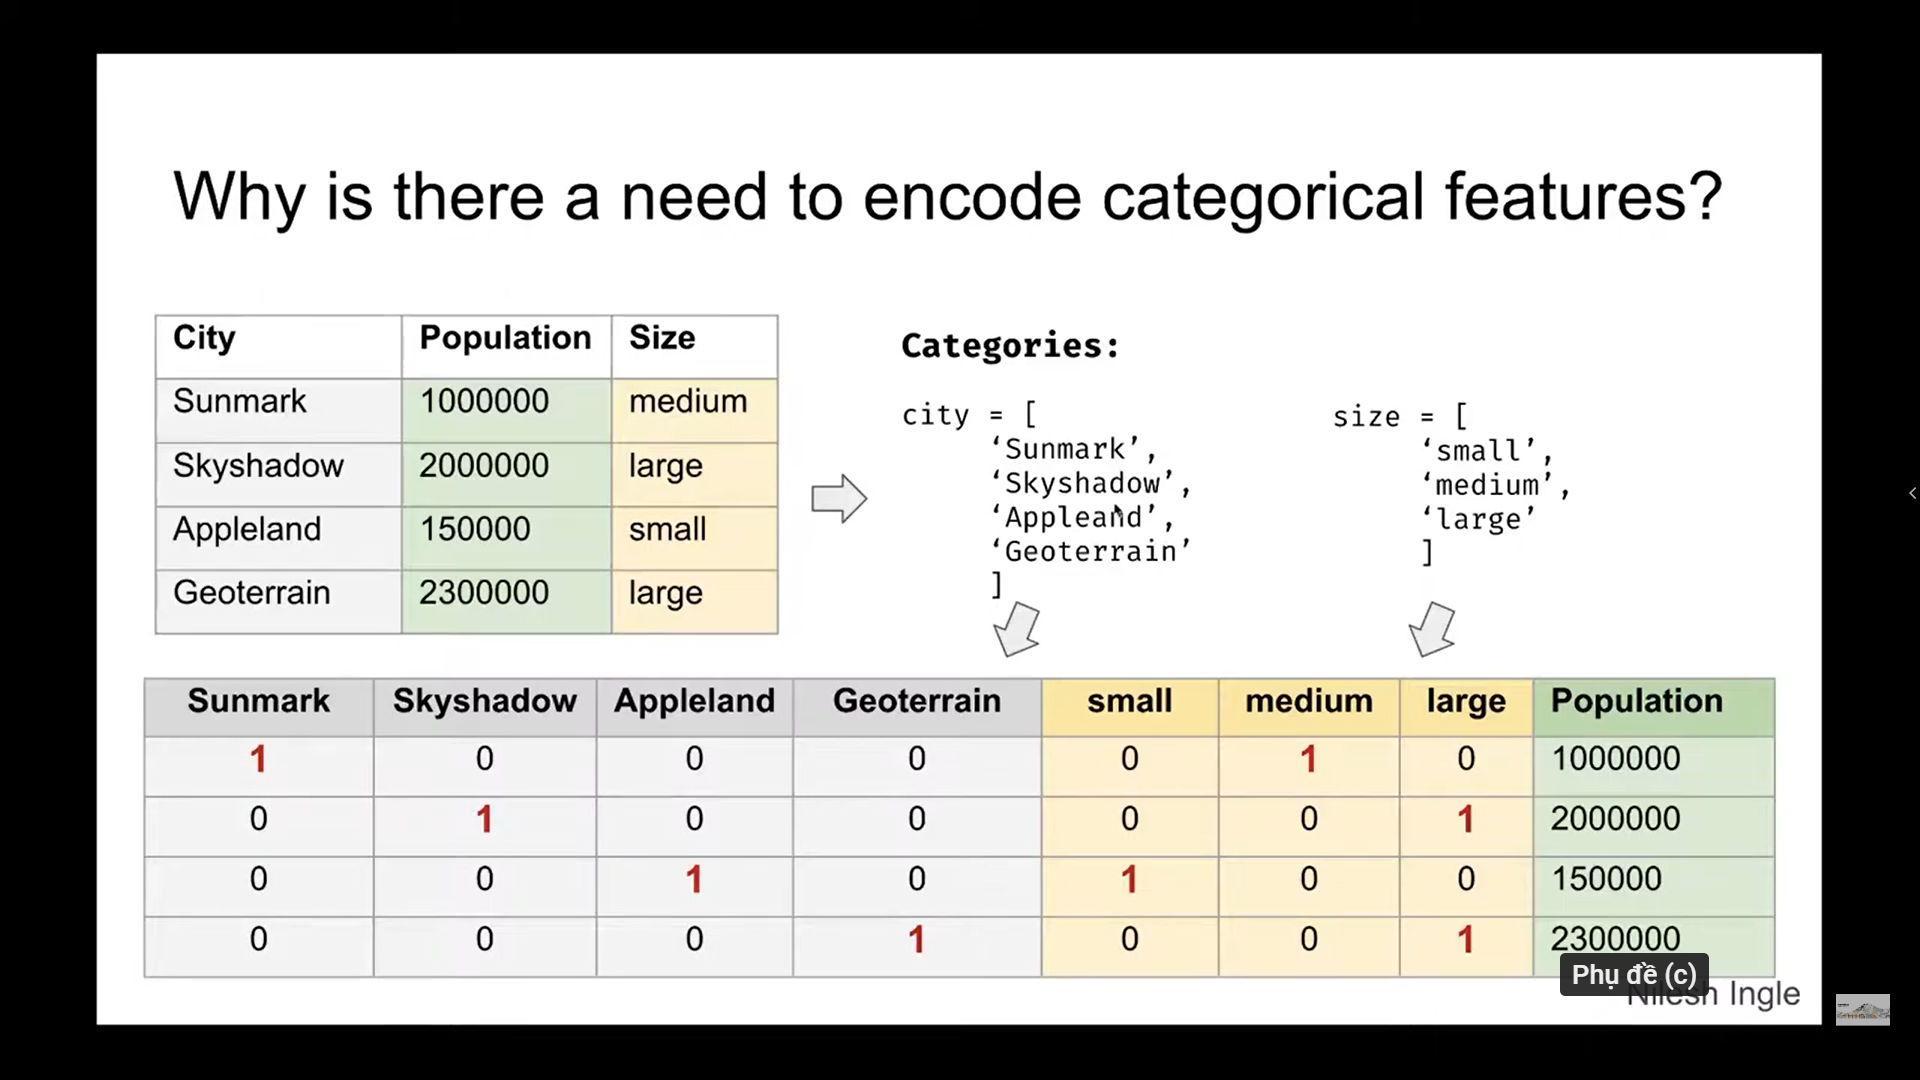 Why is there a need to encode categorical features?
City Population Size
Sunmark 1000000 medium
Skyshadow 2000000 large
Appleland 150000 small
Geoterrain 2300000 large
Categories:
city = [
‘Sunmark’,
‘Skyshadow’,
‘Appleand’,
‘Geoterrain’
]
size = [
‘small’,
‘medium’,
‘large’
]
Sunmark Skyshadow Appleland Geoterrain small medium large Population
1 0 0 0 0 1 0 1000000
0 1 0 0 0 0 1 2000000
0 0 1 0 1 0 0 150000
0 0 0 1 0 0 1 2300000
Phụ đề (c)
Nilesh Ingle